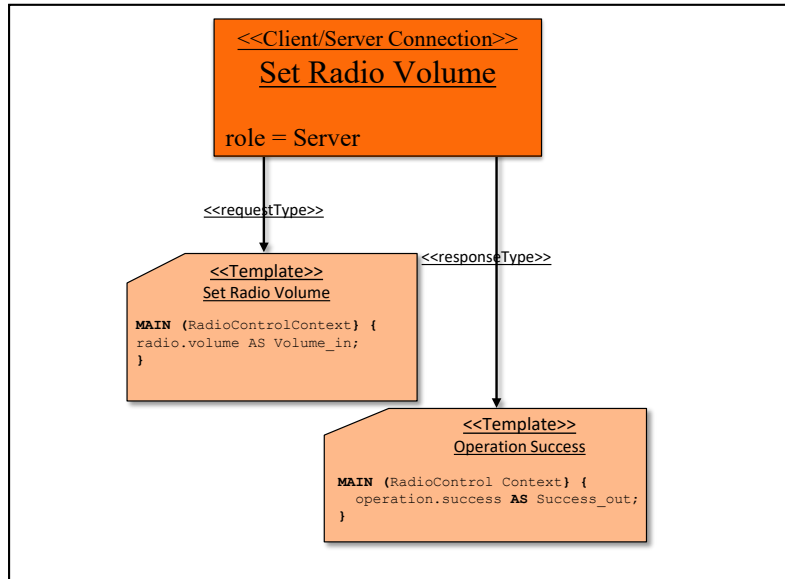 <<Client/Server Connection>>
Set Radio Volume
role = Server
<<requestType>>
<<responseType>>
<<Template>>
Set Radio Volume
MAIN (RadioControlContext} {
radio.volume AS Volume_in;
}
<<Template>>
Operation Success
MAIN (RadioControl Context} {
operation.success AS Success_out;
}